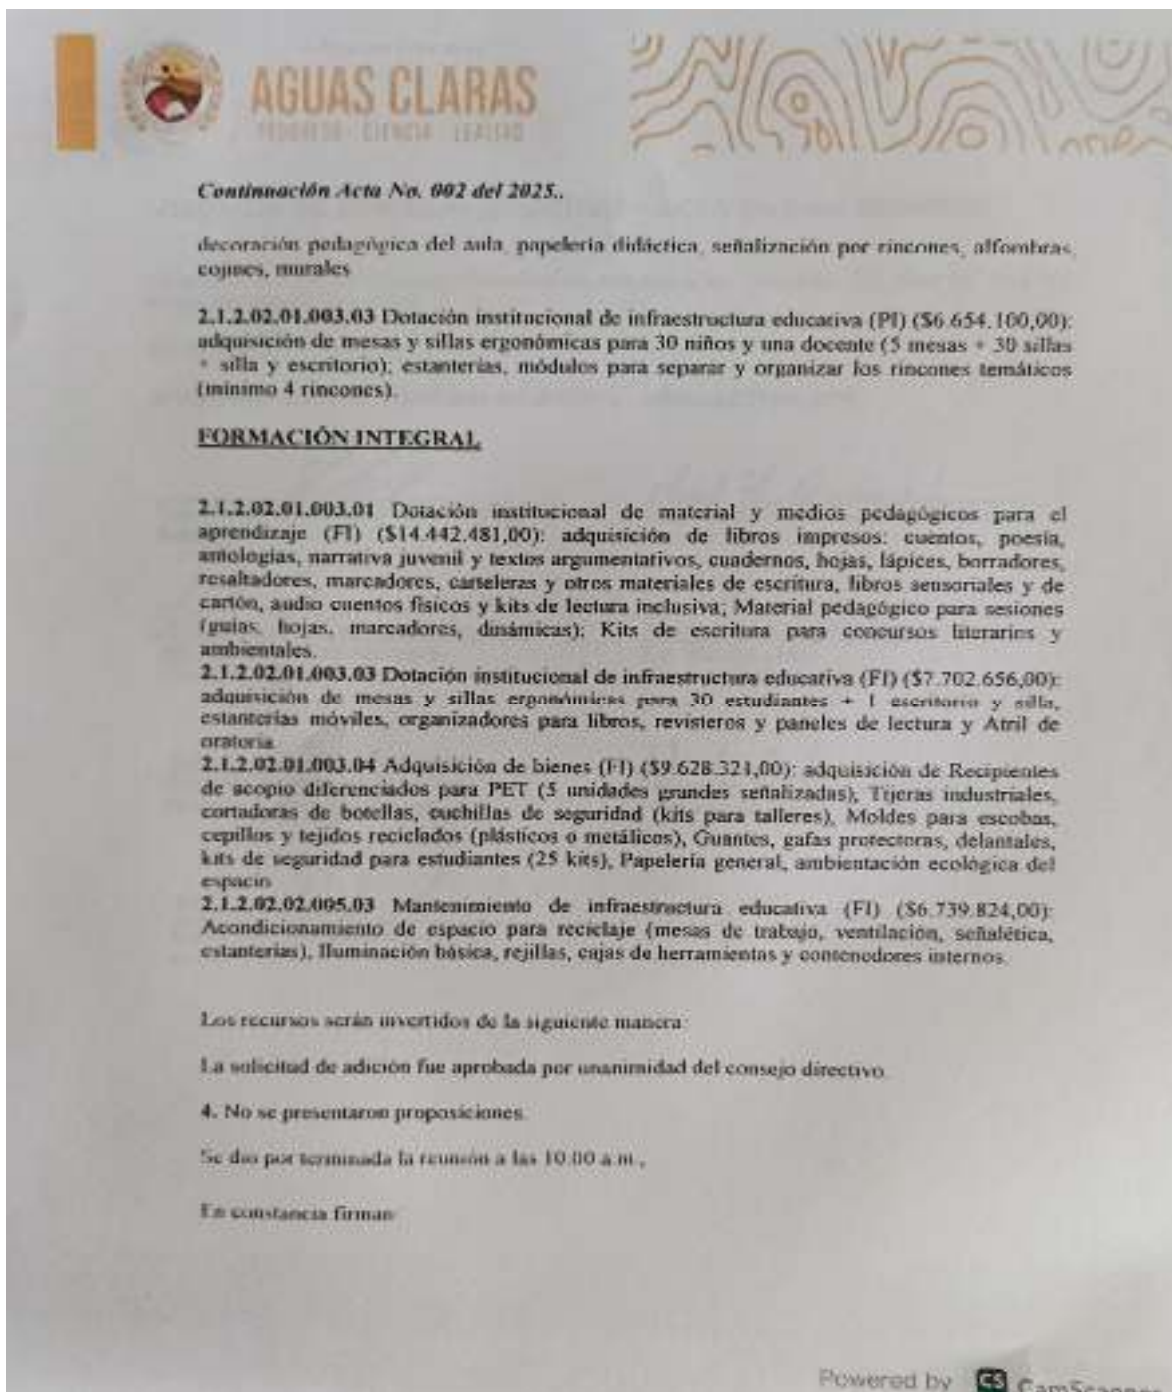 AGUAS CLARAS
PROGRESO - CIENCIA - LEALTAD
Continuación Acta No. 002 del 2025..
decoración pedagógica del aula, papelería didáctica, señalización por rincones, alfombras,
cojines, murales
2.1.2.02.01.003.03 Dotación institucional de infraestructura educativa (PI) ($6.654.100,00):
adquisición de mesas y sillas ergonómicas para 30 niños y una docente (5 mesas + 30 sillas
+ silla y escritorio); estanterías, módulos para separar y organizar los rincones temáticos
(mínimo 4 rincones).
FORMACIÓN INTEGRAL
2.1.2.02.01.003.01 Dotación institucional de material y medios pedagógicos para el
aprendizaje (FI) ($14.442.481,00): adquisición de libros impresos: cuentos, poesía,
antologías, narrativa juvenil y textos argumentativos, cuadernos, hojas, lápices, borradores,
resaltadores, marcadores, carteleras y otros materiales de escritura, libros sensoriales y de
cartón, audio cuentos físicos y kits de lectura inclusiva; Material pedagógico para sesiones
(guías, hojas, marcadores, dinámicas); Kits de escritura para concursos literarios y
ambientales.
2.1.2.02.01.003.03 Dotación institucional de infraestructura educativa (FI) ($7.702.656,00):
adquisición de mesas y sillas ergonómicas para 30 estudiantes + 1 escritorio y silla,
estanterías móviles, organizadores para libros, revisteros y paneles de lectura y Atril de
oratoria
2.1.2.02.01.003.04 Adquisición de bienes (FI) ($9.628.321,00): adquisición de Recipientes
de acopio diferenciados para PET (5 unidades grandes señalizadas), Tijeras industriales,
cortadoras de botellas, cuchillas de seguridad (kits para talleres), Moldes para escobas,
cepillos y tejidos reciclados (plásticos o metálicos), Guantes, gafas protectoras, delantales,
kits de seguridad para estudiantes (25 kits), Papelería general, ambientación ecológica del
espacio
2.1.2.02.02.005.03 Mantenimiento de infraestructura educativa (FI) ($6.739.824,00):
Acondicionamiento de espacio para reciclaje (mesas de trabajo, ventilación, señalética,
estanterías), Iluminación básica, rejillas, cajas de herramientas y contenedores internos.
Los recursos serán invertidos de la siguiente manera:
La solicitud de adición fue aprobada por unanimidad del consejo directivo.
4. No se presentaron proposiciones.
Se dio por terminada la reunión a las 10:00 a.m.,
En constancia firman:
Powered by CS CamScanner